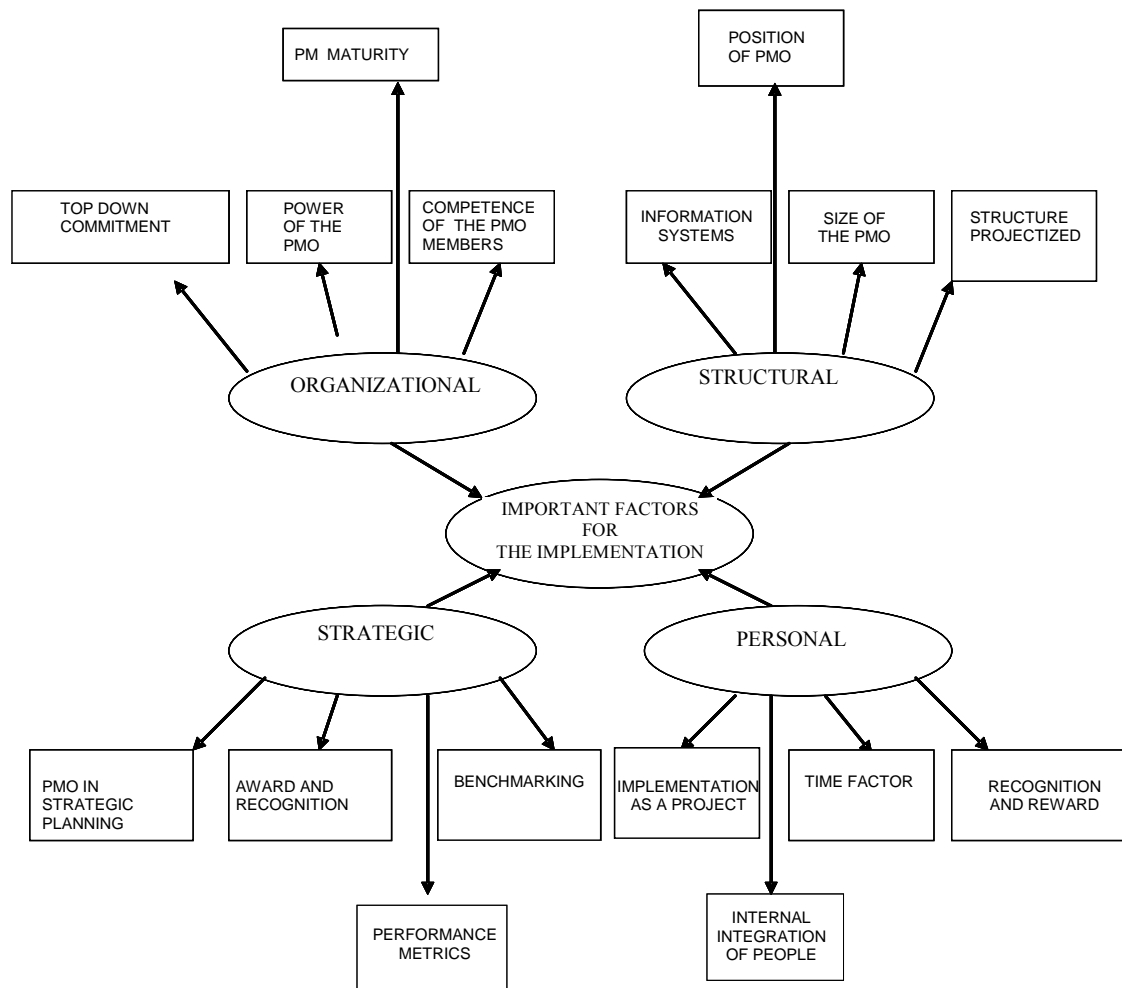 PM MATURITY
POSITION
OF PMO
TOP DOWN
COMMITMENT
POWER
OF THE
PMO
COMPETENCE
OF THE PMO
MEMBERS
INFORMATION
SYSTEMS
SIZE OF
THE PMO
STRUCTURE
PROJECTIZED
ORGANIZATIONAL
STRUCTURAL
IMPORTANT FACTORS
FOR
THE IMPLEMENTATION
STRATEGIC
PERSONAL
PMO IN
STRATEGIC
PLANNING
AWARD AND
RECOGNITION
BENCHMARKING
IMPLEMENTATION
AS A PROJECT
TIME FACTOR
RECOGNITION
AND REWARD
PERFORMANCE
METRICS
INTERNAL
INTEGRATION
OF PEOPLE